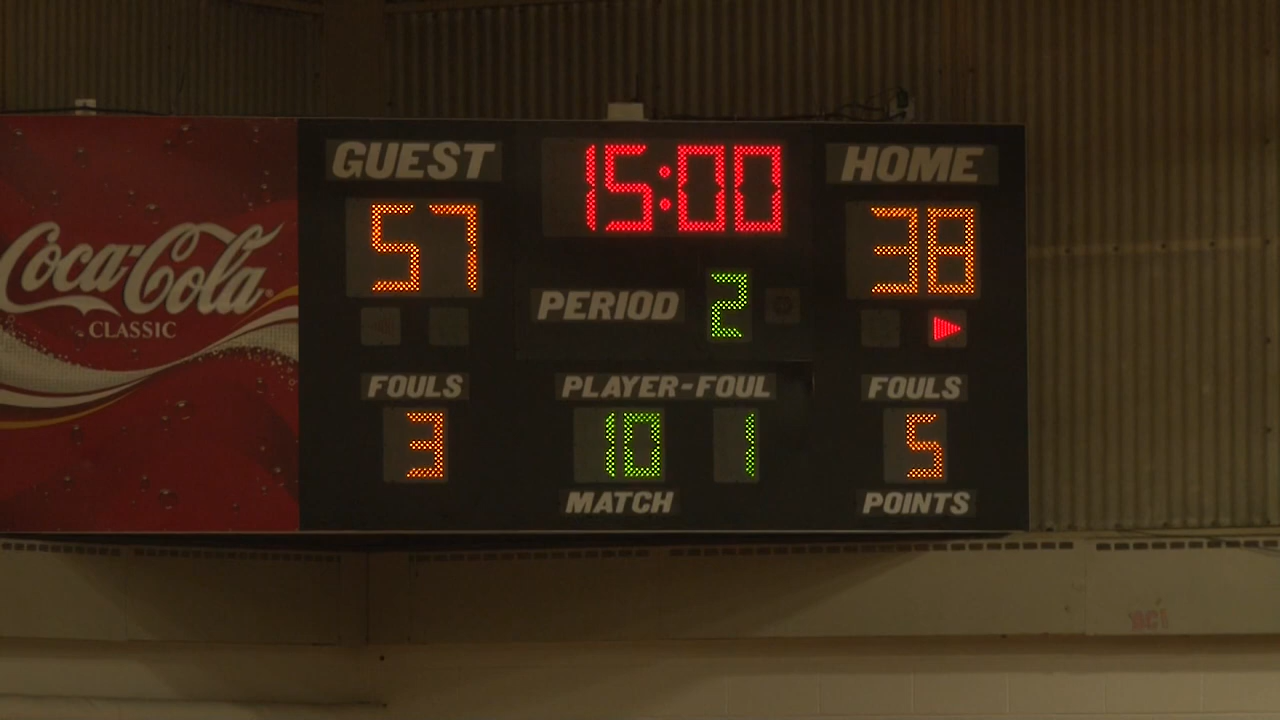 Coca-Cola
CLASSIC
GUEST 15:00 HOME
57 38
PERIOD 2
FOULS PLAYER-FOUL FOULS
3 10 1 5
MATCH POINTS